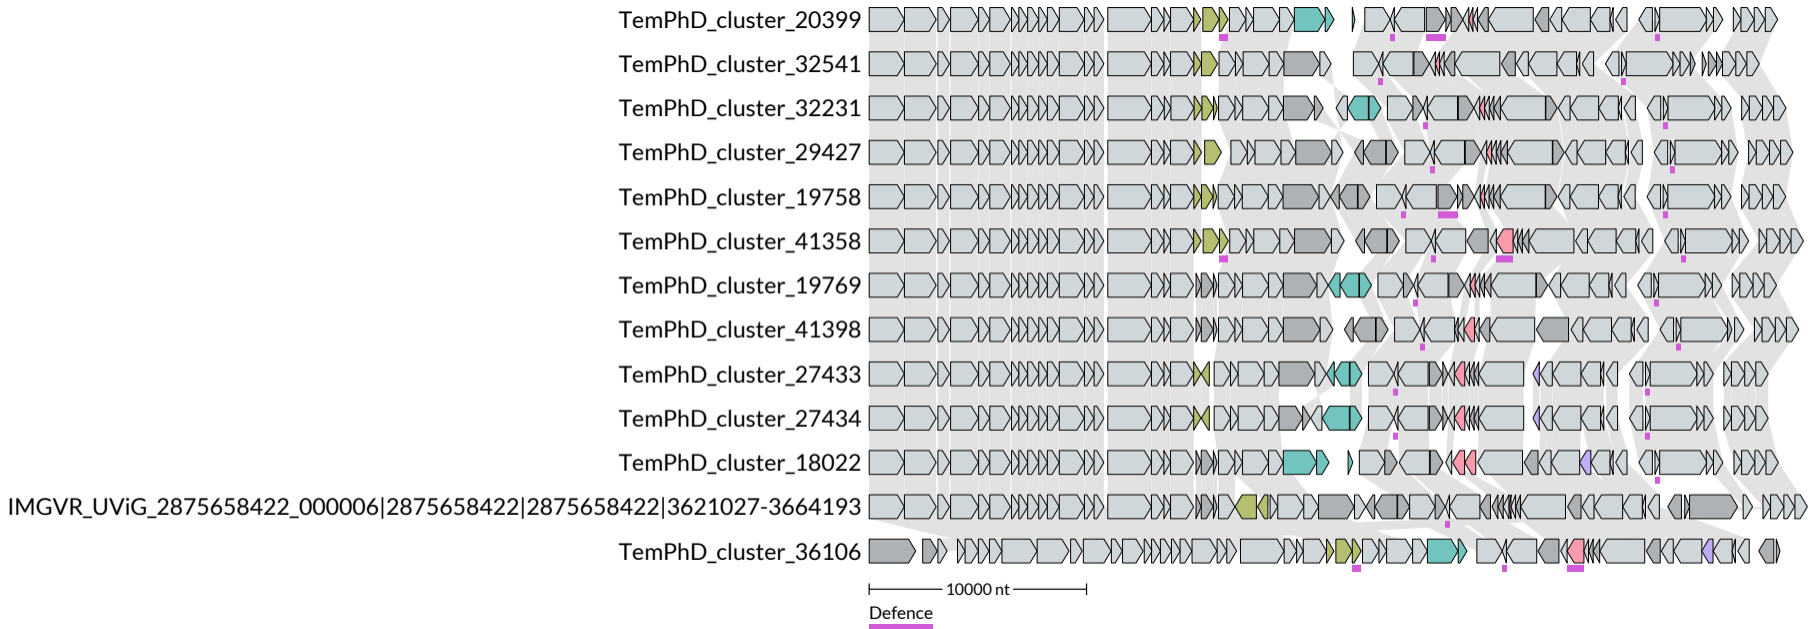 TemPhD_cluster_20399
TemPhD_cluster_32541
TemPhD_cluster_32231
TemPhD_cluster_29427
TemPhD_cluster_19758
TemPhD_cluster_41358
TemPhD_cluster_19769
TemPhD_cluster_41398
TemPhD_cluster_27433
TemPhD_cluster_27434
TemPhD_cluster_18022
IMGVR_UViG_2875658422_000006|2875658422|2875658422|3621027-3664193
TemPhD_cluster_36106
10000 nt
Defence